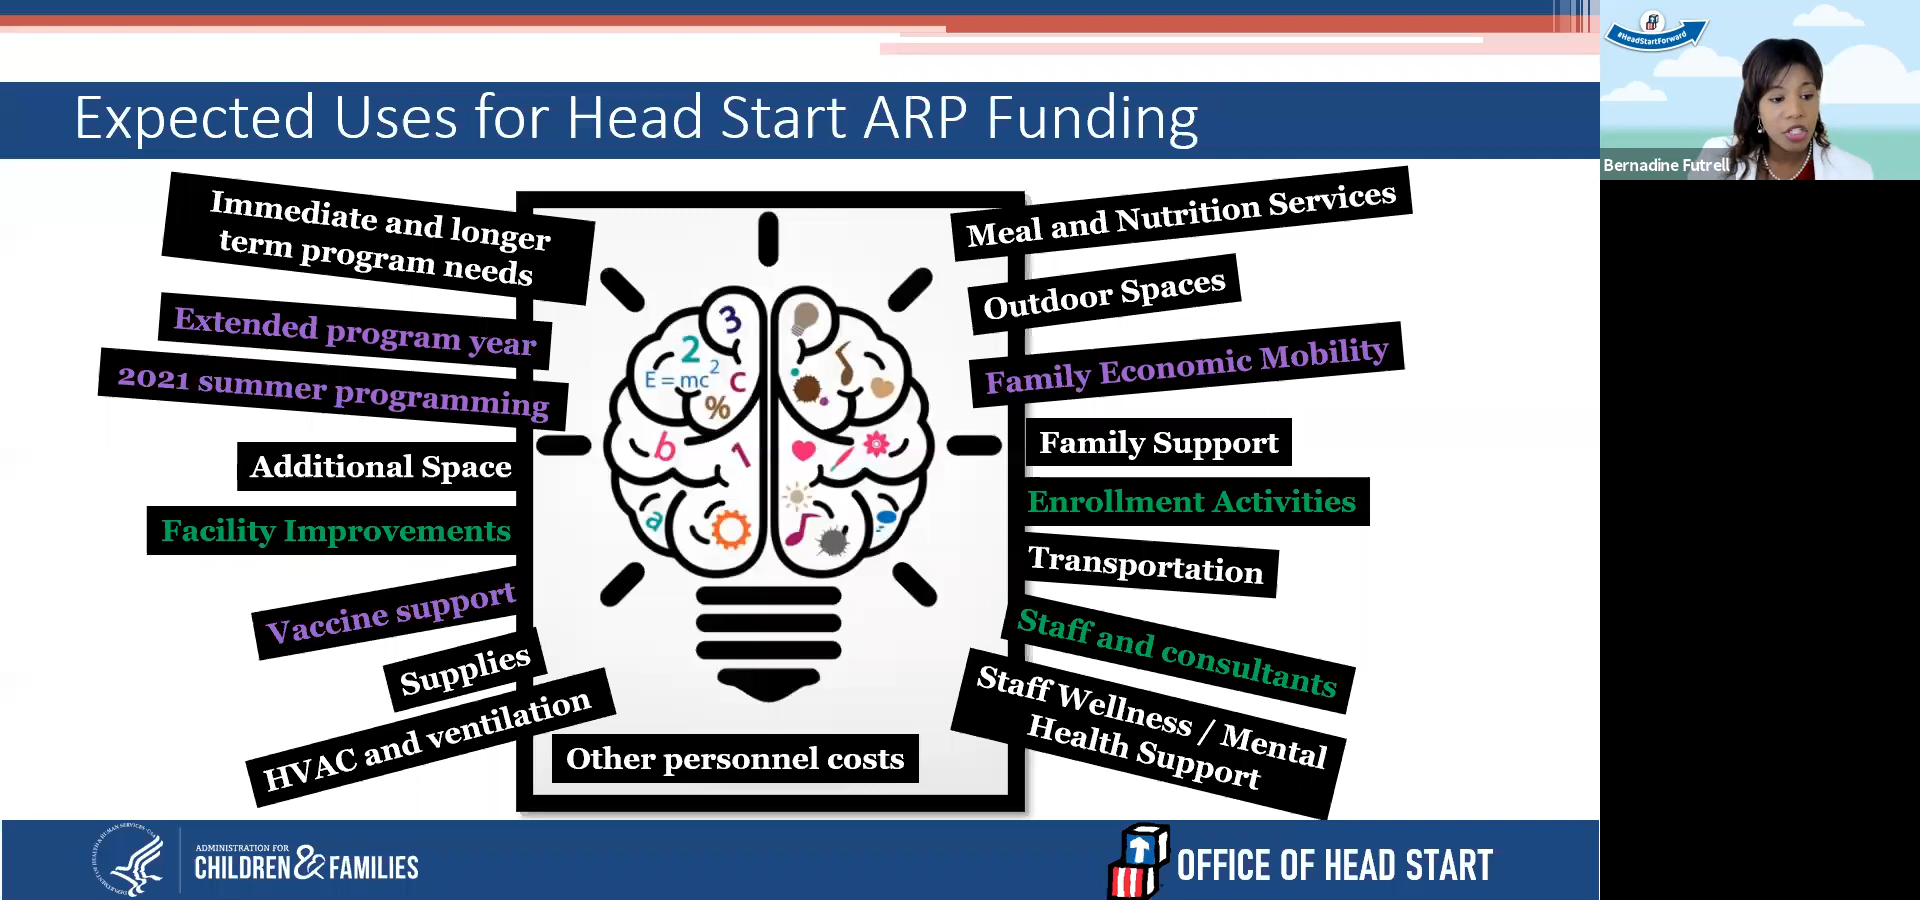 Expected Uses for Head Start ARP Funding
#HeadStartForward
Bernadine Futrell
Immediate and longer
term program needs
Extended program year
2021 summer programming
Additional Space
Facility Improvements
Vaccine support
Supplies
HVAC and ventilation
Other personnel costs
Meal and Nutrition Services
Outdoor Spaces
Family Economic Mobility
Family Support
Enrollment Activities
Transportation
Staff and consultants
Staff Wellness / Mental
Health Support
3
2
E = mc²
C
%
b
1
a
ADMINISTRATION FOR
CHILDREN & FAMILIES
OFFICE OF HEAD START